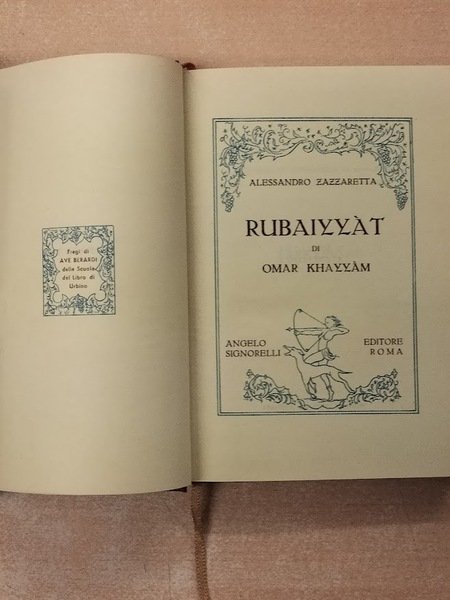 Fregi di
AVE BERARDI
della Scuola
del Libro di
Urbino
ALESSANDRO ZAZZARETTA
RUBAIYYÀT
DI
OMAR KHAYYÀM
ANGELO
SIGNORELLI
EDITORE
ROMA